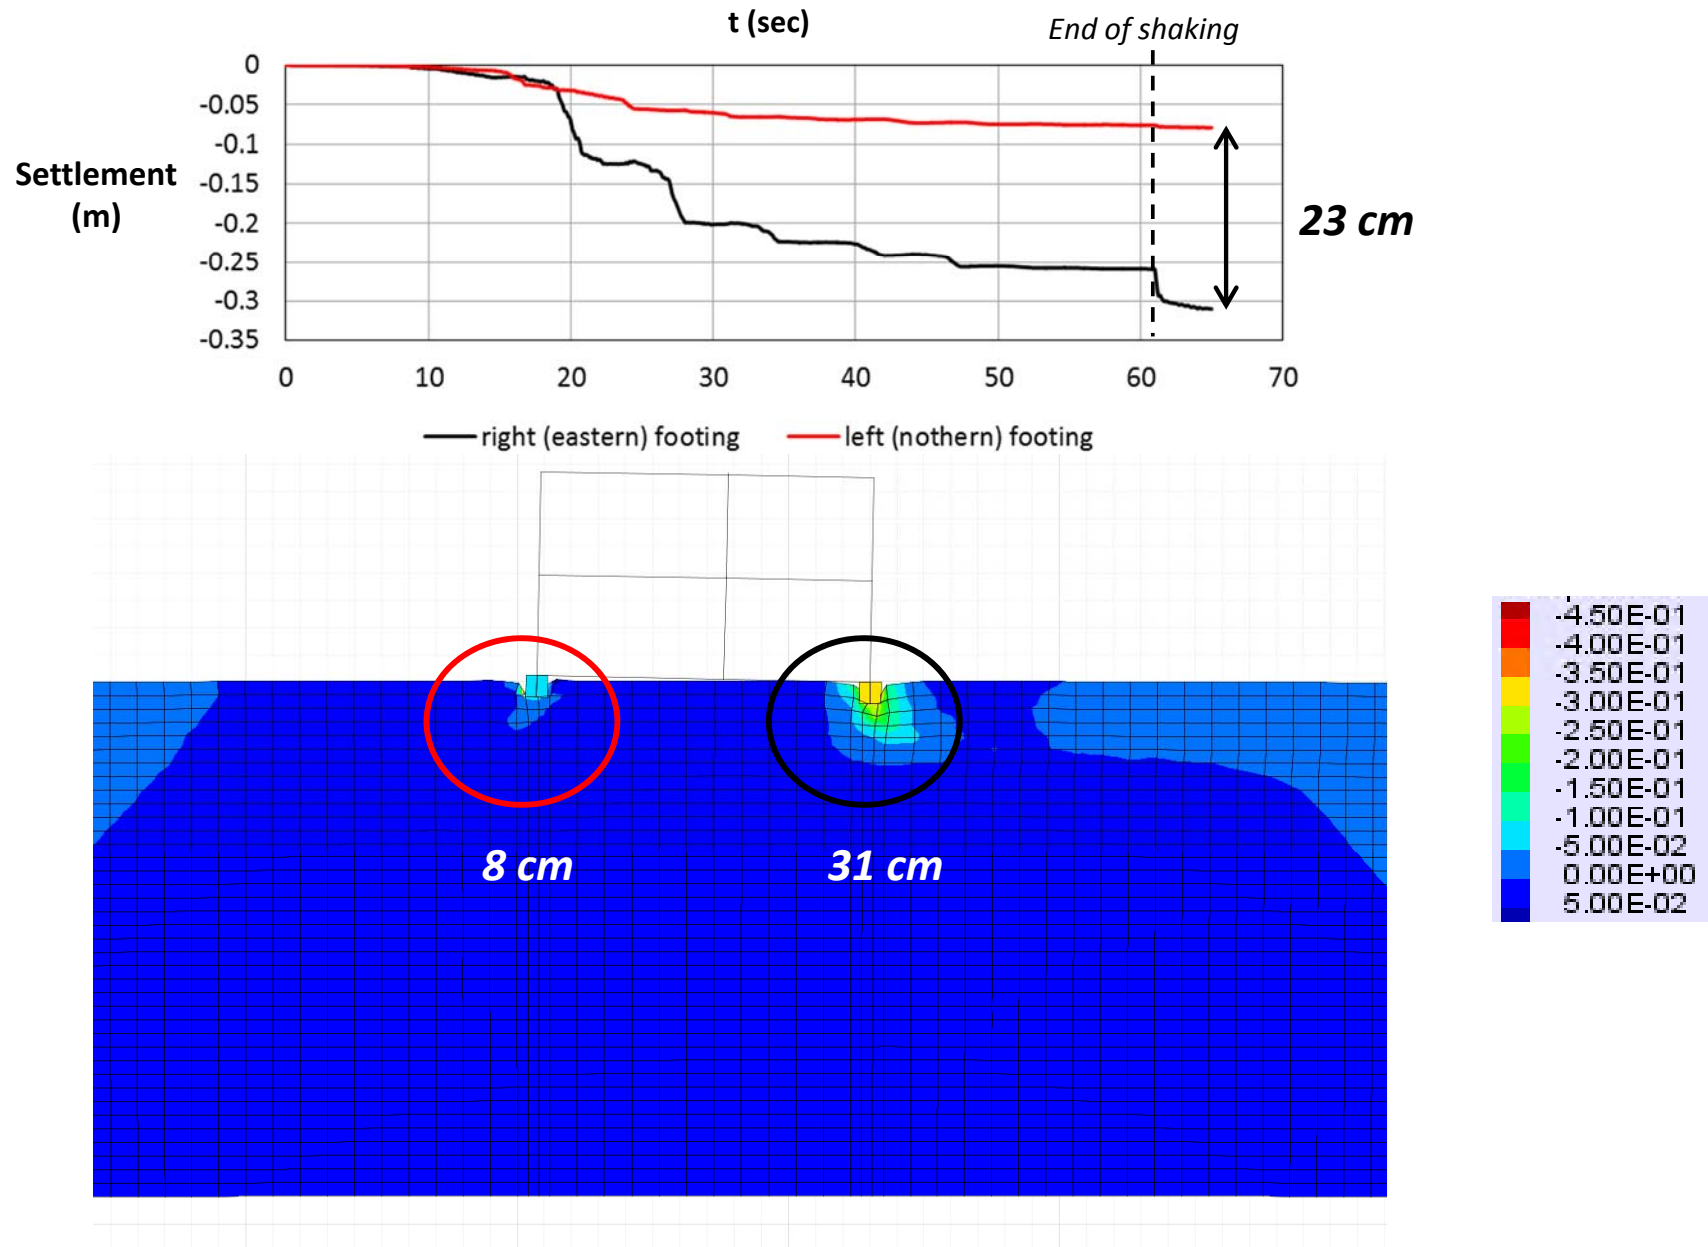 t (sec)
End of shaking
0
-0.05
-0.1
-0.15
-0.2
-0.25
-0.3
-0.35
Settlement
(m)
23 cm
0 10 20 30 40 50 60 70
right (eastern) footing left (nothern) footing
8 cm 31 cm
-4.50E-01
-4.00E-01
-3.50E-01
-3.00E-01
-2.50E-01
-2.00E-01
-1.50E-01
-1.00E-01
-5.00E-02
0.00E+00
5.00E-02